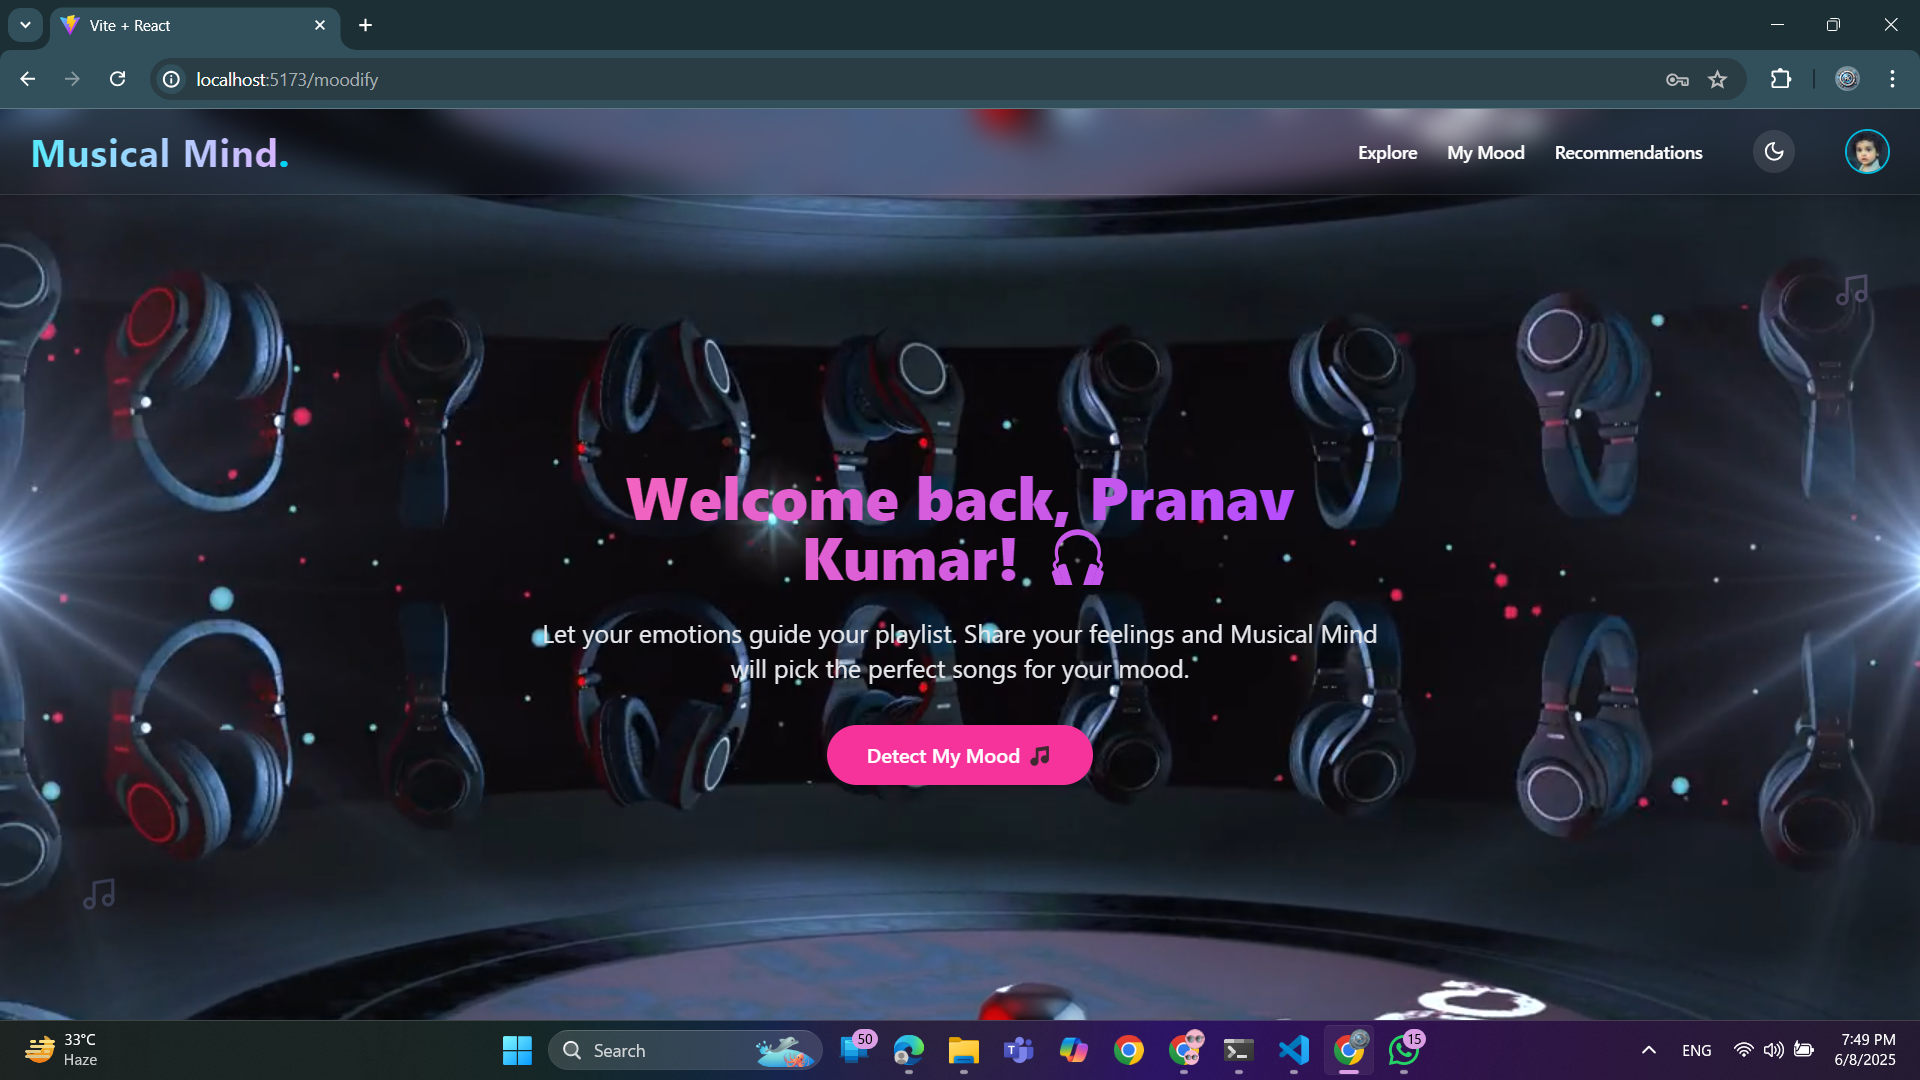 Vite + React
localhost:5173/moodify
Musical Mind.
Explore My Mood Recommendations
Welcome back, Pranav
Kumar! 🎧
Let your emotions guide your playlist. Share your feelings and Musical Mind
will pick the perfect songs for your mood.
Detect My Mood 🎵
33°C
Haze
Search
50
15
ENG
7:49 PM
6/8/2025